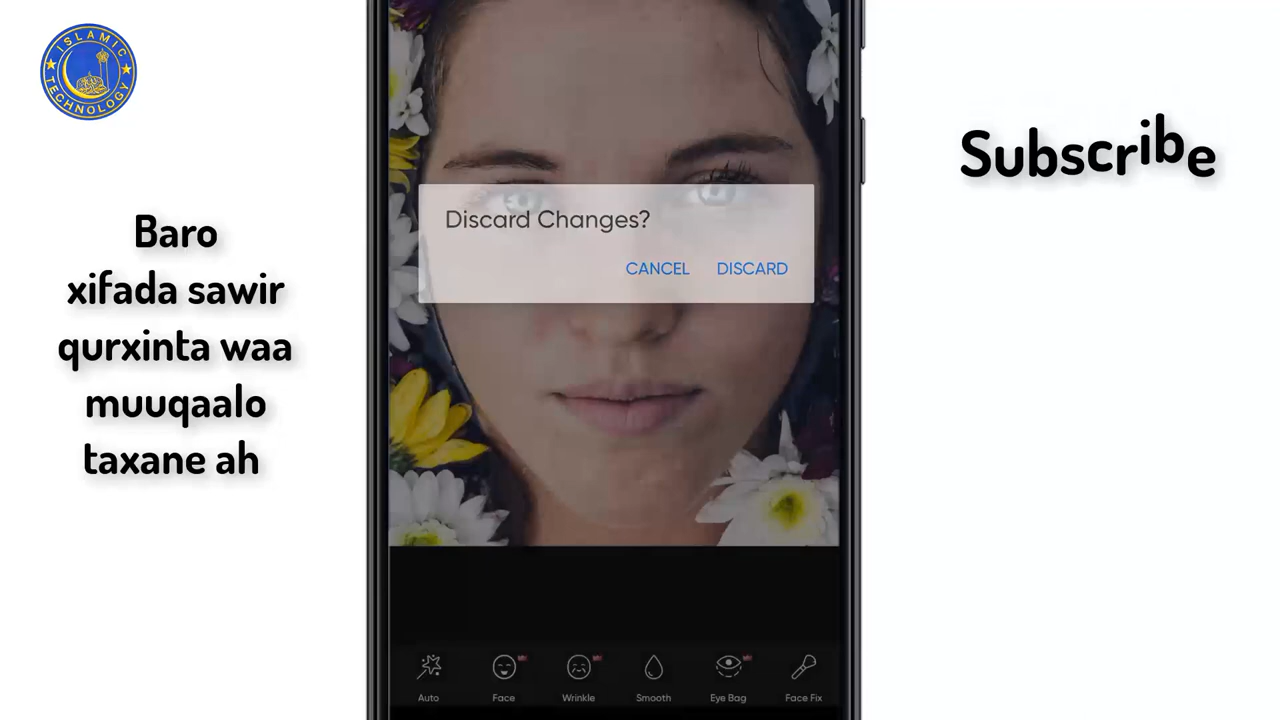 ISLAMIC
TECHNOLOGY
Subscribe
Baro
xifada sawir
qurxinta waa
muuqaalo
taxane ah
Discard Changes?
CANCEL DISCARD
Auto Face Wrinkle Smooth Eye Bag Face Fix